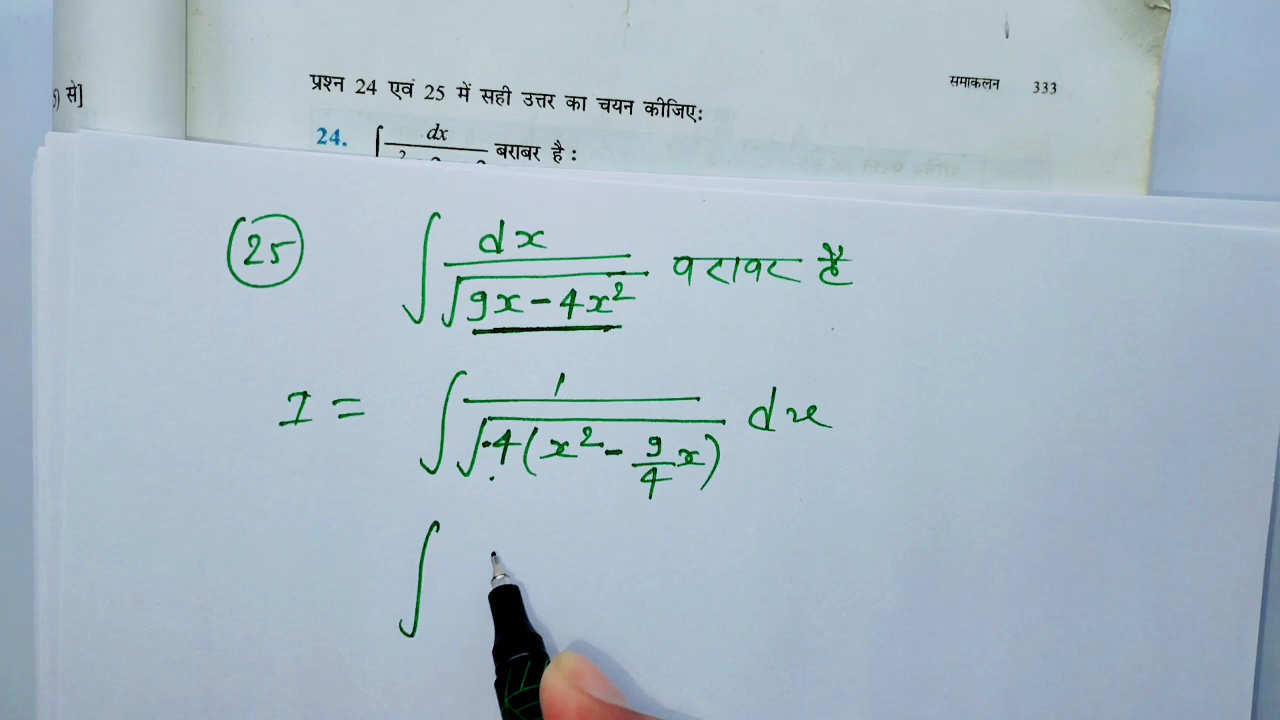 ) से]
प्रश्न 24 एवं 25 में सही उत्तर का चयन कीजिए:
समाकलन 333
24. ∫ dx बराबर है :
(25) ∫ dx / √(9x − 4x²) बराबर है
I = ∫ 1 / √(-4(x² - 9/4 x)) dx
∫